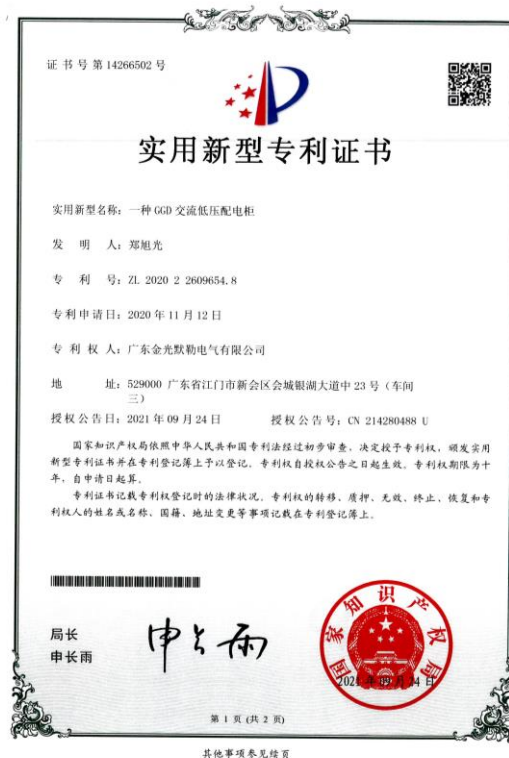 证书号第14266502号
实用新型专利证书
实用新型名称：一种GGD交流低压配电柜
发明人：郑旭光
专利号：ZL 2020 2 2609654.8
专利申请日：2020年11月12日
专利权人：广东金光默勒电气有限公司
地址：529000 广东省江门市新会区会城银湖大道中23号（车间
三）
授权公告日：2021年09月24日 授权公告号：CN 214280488 U
国家知识产权局依照中华人民共和国专利法经过初步审查，决定授予专利权，颁发实用
新型专利证书并在专利登记簿上予以登记。专利权自授权公告之日起生效。专利权期限为十
年，自申请日起算。
专利证书记载专利权登记时的法律状况。专利权的转移、质押、无效、终止、恢复和专
利权人的姓名或名称、国籍、地址变更等事项记载在专利登记簿上。
局长
申长雨
申长雨
国家知识产权局
2021年09月24日
第1页(共2页)
其他事项参见续页